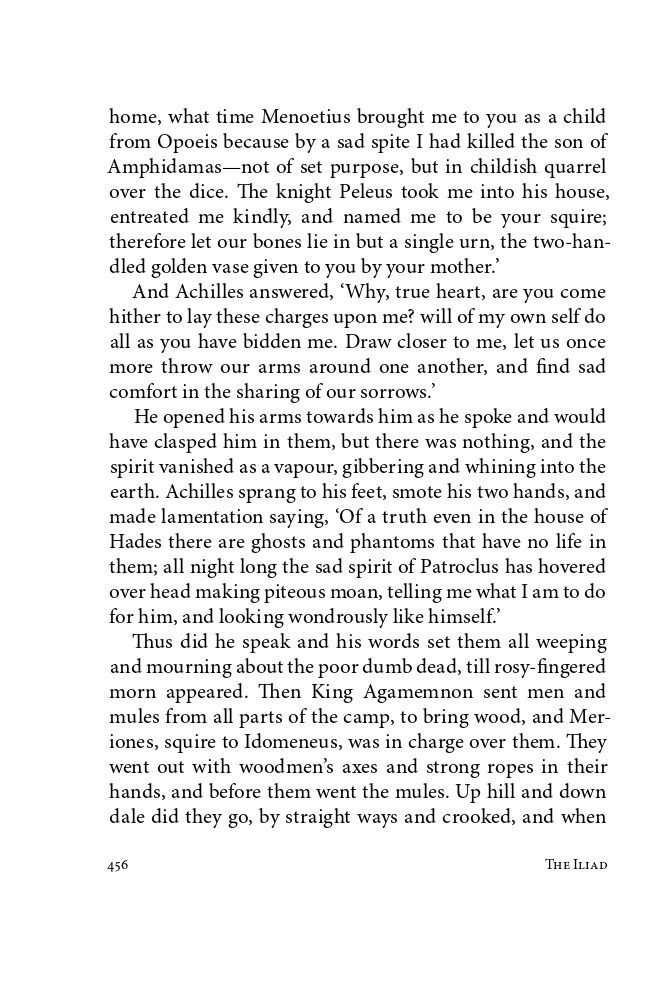 home, what time Menoetius brought me to you as a child
from Opoeis because by a sad spite I had killed the son of
Amphidamas—not of set purpose, but in childish quarrel
over the dice. The knight Peleus took me into his house,
entreated me kindly, and named me to be your squire;
therefore let our bones lie in but a single urn, the two-han-
dled golden vase given to you by your mother.’
And Achilles answered, ‘Why, true heart, are you come
hither to lay these charges upon me? will of my own self do
all as you have bidden me. Draw closer to me, let us once
more throw our arms around one another, and find sad
comfort in the sharing of our sorrows.’
He opened his arms towards him as he spoke and would
have clasped him in them, but there was nothing, and the
spirit vanished as a vapour, gibbering and whining into the
earth. Achilles sprang to his feet, smote his two hands, and
made lamentation saying, ‘Of a truth even in the house of
Hades there are ghosts and phantoms that have no life in
them; all night long the sad spirit of Patroclus has hovered
over head making piteous moan, telling me what I am to do
for him, and looking wondrously like himself.’
Thus did he speak and his words set them all weeping
and mourning about the poor dumb dead, till rosy-fingered
morn appeared. Then King Agamemnon sent men and
mules from all parts of the camp, to bring wood, and Mer-
iones, squire to Idomeneus, was in charge over them. They
went out with woodmen’s axes and strong ropes in their
hands, and before them went the mules. Up hill and down
dale did they go, by straight ways and crooked, and when
456 The Iliad